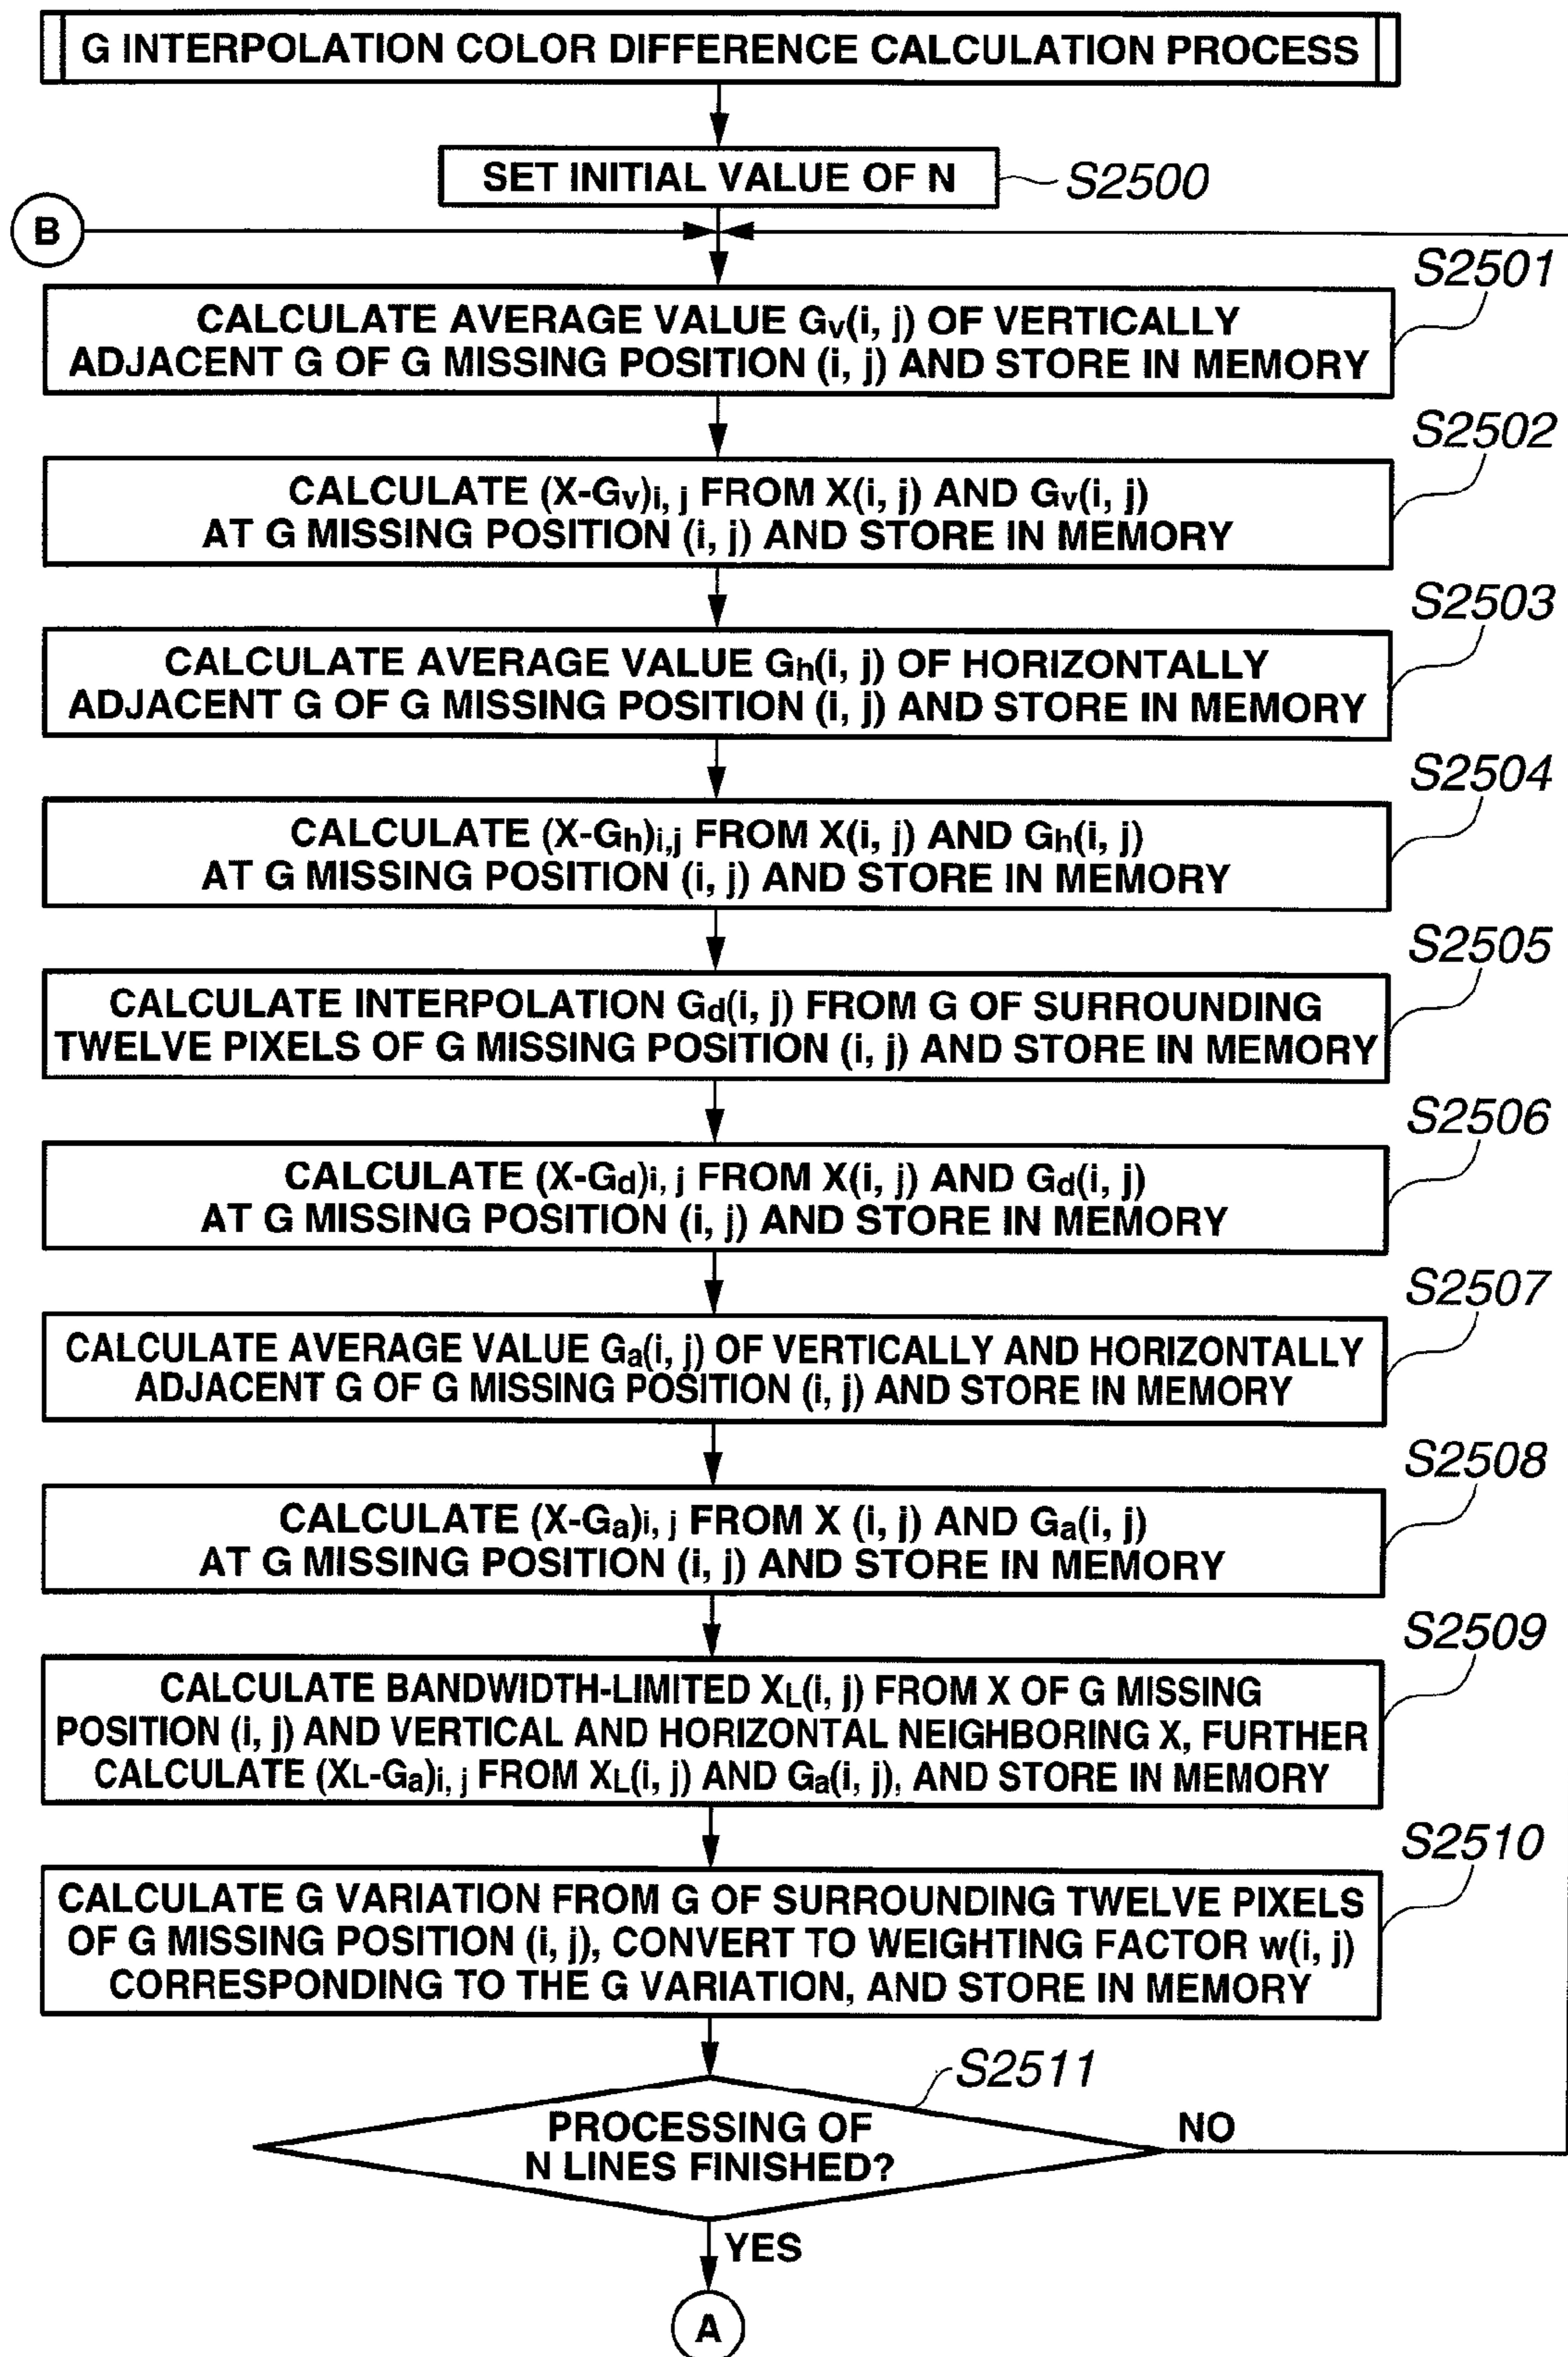 G INTERPOLATION COLOR DIFFERENCE CALCULATION PROCESS
SET INITIAL VALUE OF N
S2500
B
S2501
CALCULATE AVERAGE VALUE Gv(i, j) OF VERTICALLY
ADJACENT G OF G MISSING POSITION (i, j) AND STORE IN MEMORY
S2502
CALCULATE (X-Gv)i, j FROM X(i, j) AND Gv(i, j)
AT G MISSING POSITION (i, j) AND STORE IN MEMORY
S2503
CALCULATE AVERAGE VALUE Gh(i, j) OF HORIZONTALLY
ADJACENT G OF G MISSING POSITION (i, j) AND STORE IN MEMORY
S2504
CALCULATE (X-Gh)i,j FROM X(i, j) AND Gh(i, j)
AT G MISSING POSITION (i, j) AND STORE IN MEMORY
S2505
CALCULATE INTERPOLATION Gd(i, j) FROM G OF SURROUNDING
TWELVE PIXELS OF G MISSING POSITION (i, j) AND STORE IN MEMORY
S2506
CALCULATE (X-Gd)i, j FROM X(i, j) AND Gd(i, j)
AT G MISSING POSITION (i, j) AND STORE IN MEMORY
S2507
CALCULATE AVERAGE VALUE Ga(i, j) OF VERTICALLY AND HORIZONTALLY
ADJACENT G OF G MISSING POSITION (i, j) AND STORE IN MEMORY
S2508
CALCULATE (X-Ga)i, j FROM X (i, j) AND Ga(i, j)
AT G MISSING POSITION (i, j) AND STORE IN MEMORY
S2509
CALCULATE BANDWIDTH-LIMITED XL(i, j) FROM X OF G MISSING
POSITION (i, j) AND VERTICAL AND HORIZONTAL NEIGHBORING X, FURTHER
CALCULATE (XL-Ga)i, j FROM XL(i, j) AND Ga(i, j), AND STORE IN MEMORY
S2510
CALCULATE G VARIATION FROM G OF SURROUNDING TWELVE PIXELS
OF G MISSING POSITION (i, j), CONVERT TO WEIGHTING FACTOR w(i, j)
CORRESPONDING TO THE G VARIATION, AND STORE IN MEMORY
S2511
PROCESSING OF
N LINES FINISHED?
NO
YES
A